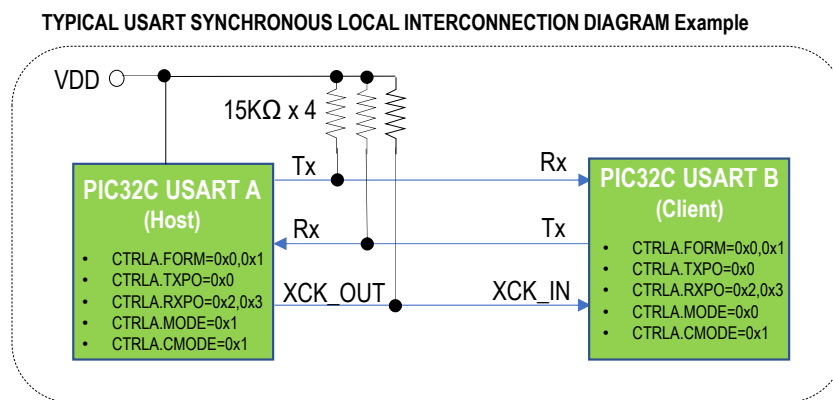 TYPICAL USART SYNCHRONOUS LOCAL INTERCONNECTION DIAGRAM Example
VDD
15KΩ x 4
Tx
Rx
PIC32C USART A
(Host)
• CTRLA.FORM=0x0,0x1
• CTRLA.TXPO=0x0
• CTRLA.RXPO=0x2,0x3
• CTRLA.MODE=0x1
• CTRLA.CMODE=0x1
Rx
Tx
XCK_OUT
XCK_IN
PIC32C USART B
(Client)
• CTRLA.FORM=0x0,0x1
• CTRLA.TXPO=0x0
• CTRLA.RXPO=0x2,0x3
• CTRLA.MODE=0x0
• CTRLA.CMODE=0x1